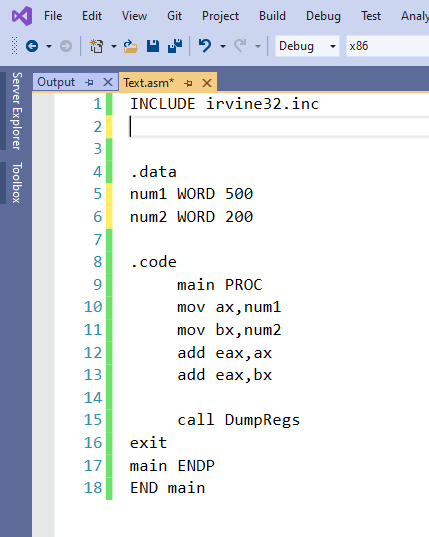 File Edit View Git Project Build Debug Test Analy
Debug x86
Server Explorer
Toolbox
Output Text.asm*
1 INCLUDE irvine32.inc
2
3
4 .data
5 num1 WORD 500
6 num2 WORD 200
7
8 .code
9 main PROC
10 mov ax,num1
11 mov bx,num2
12 add eax,ax
13 add eax,bx
14
15 call DumpRegs
16 exit
17 main ENDP
18 END main